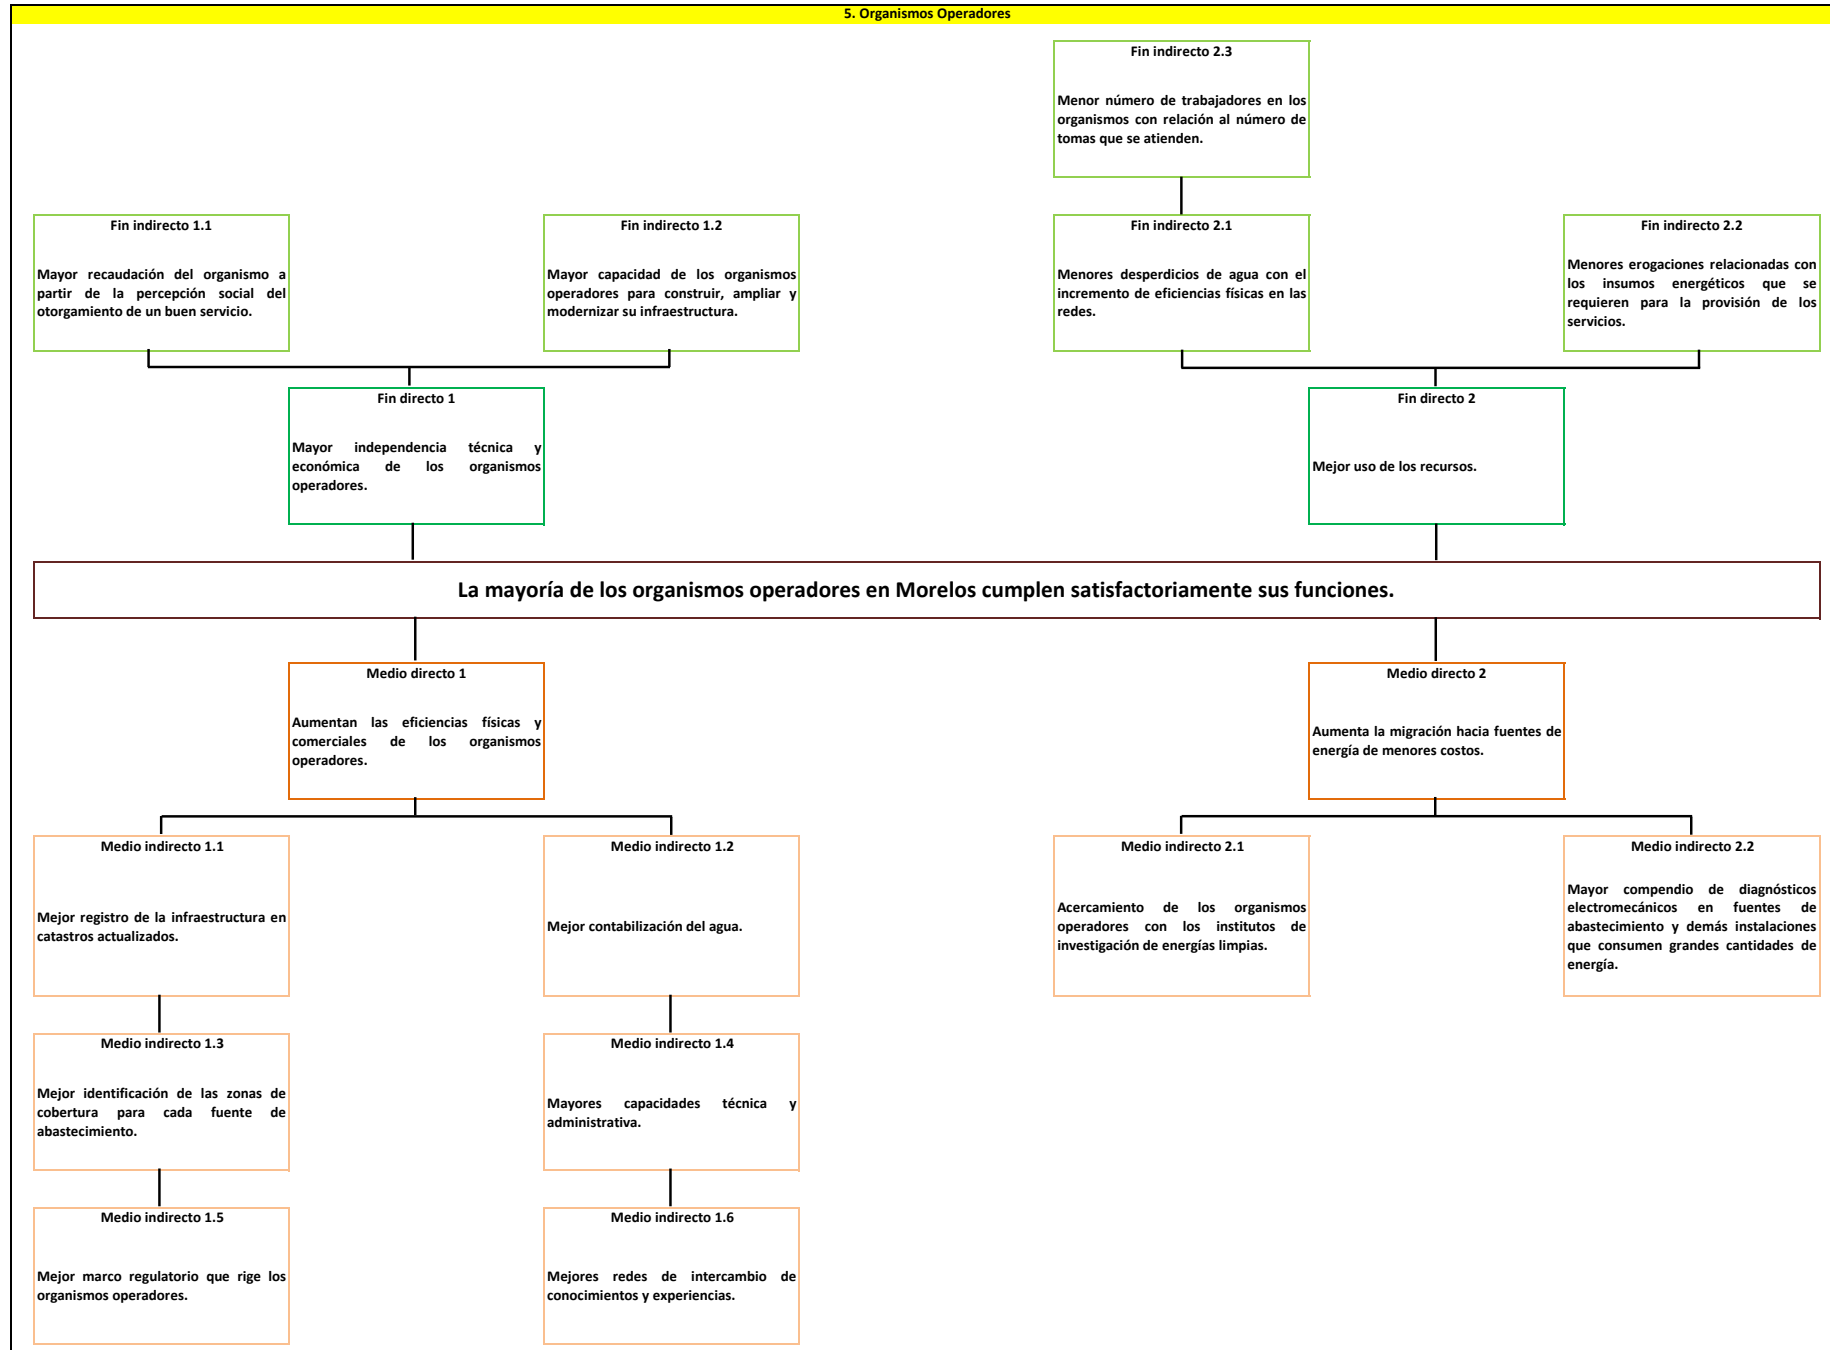 5. Organismos Operadores
Fin indirecto 2.3
Menor número de trabajadores en los
organismos con relación al número de
tomas que se atienden.
Fin indirecto 1.1
Mayor recaudación del organismo a
partir de la percepción social del
otorgamiento de un buen servicio.
Fin indirecto 1.2
Mayor capacidad de los organismos
operadores para construir, ampliar y
modernizar su infraestructura.
Fin indirecto 2.1
Menores desperdicios de agua con el
incremento de eficiencias físicas en las
redes.
Fin indirecto 2.2
Menores erogaciones relacionadas con
los insumos energéticos que se
requieren para la provisión de los
servicios.
Fin directo 1
Mayor independencia técnica y
económica de los organismos
operadores.
Fin directo 2
Mejor uso de los recursos.
La mayoría de los organismos operadores en Morelos cumplen satisfactoriamente sus funciones.
Medio directo 1
Aumentan las eficiencias físicas y
comerciales de los organismos
operadores.
Medio directo 2
Aumenta la migración hacia fuentes de
energía de menores costos.
Medio indirecto 1.1
Mejor registro de la infraestructura en
catastros actualizados.
Medio indirecto 1.2
Mejor contabilización del agua.
Medio indirecto 2.1
Acercamiento de los organismos
operadores con los institutos de
investigación de energías limpias.
Medio indirecto 2.2
Mayor compendio de diagnósticos
electromecánicos en fuentes de
abastecimiento y demás instalaciones
que consumen grandes cantidades de
energía.
Medio indirecto 1.3
Mejor identificación de las zonas de
cobertura para cada fuente de
abastecimiento.
Medio indirecto 1.4
Mayores capacidades técnica y
administrativa.
Medio indirecto 1.5
Mejor marco regulatorio que rige los
organismos operadores.
Medio indirecto 1.6
Mejores redes de intercambio de
conocimientos y experiencias.